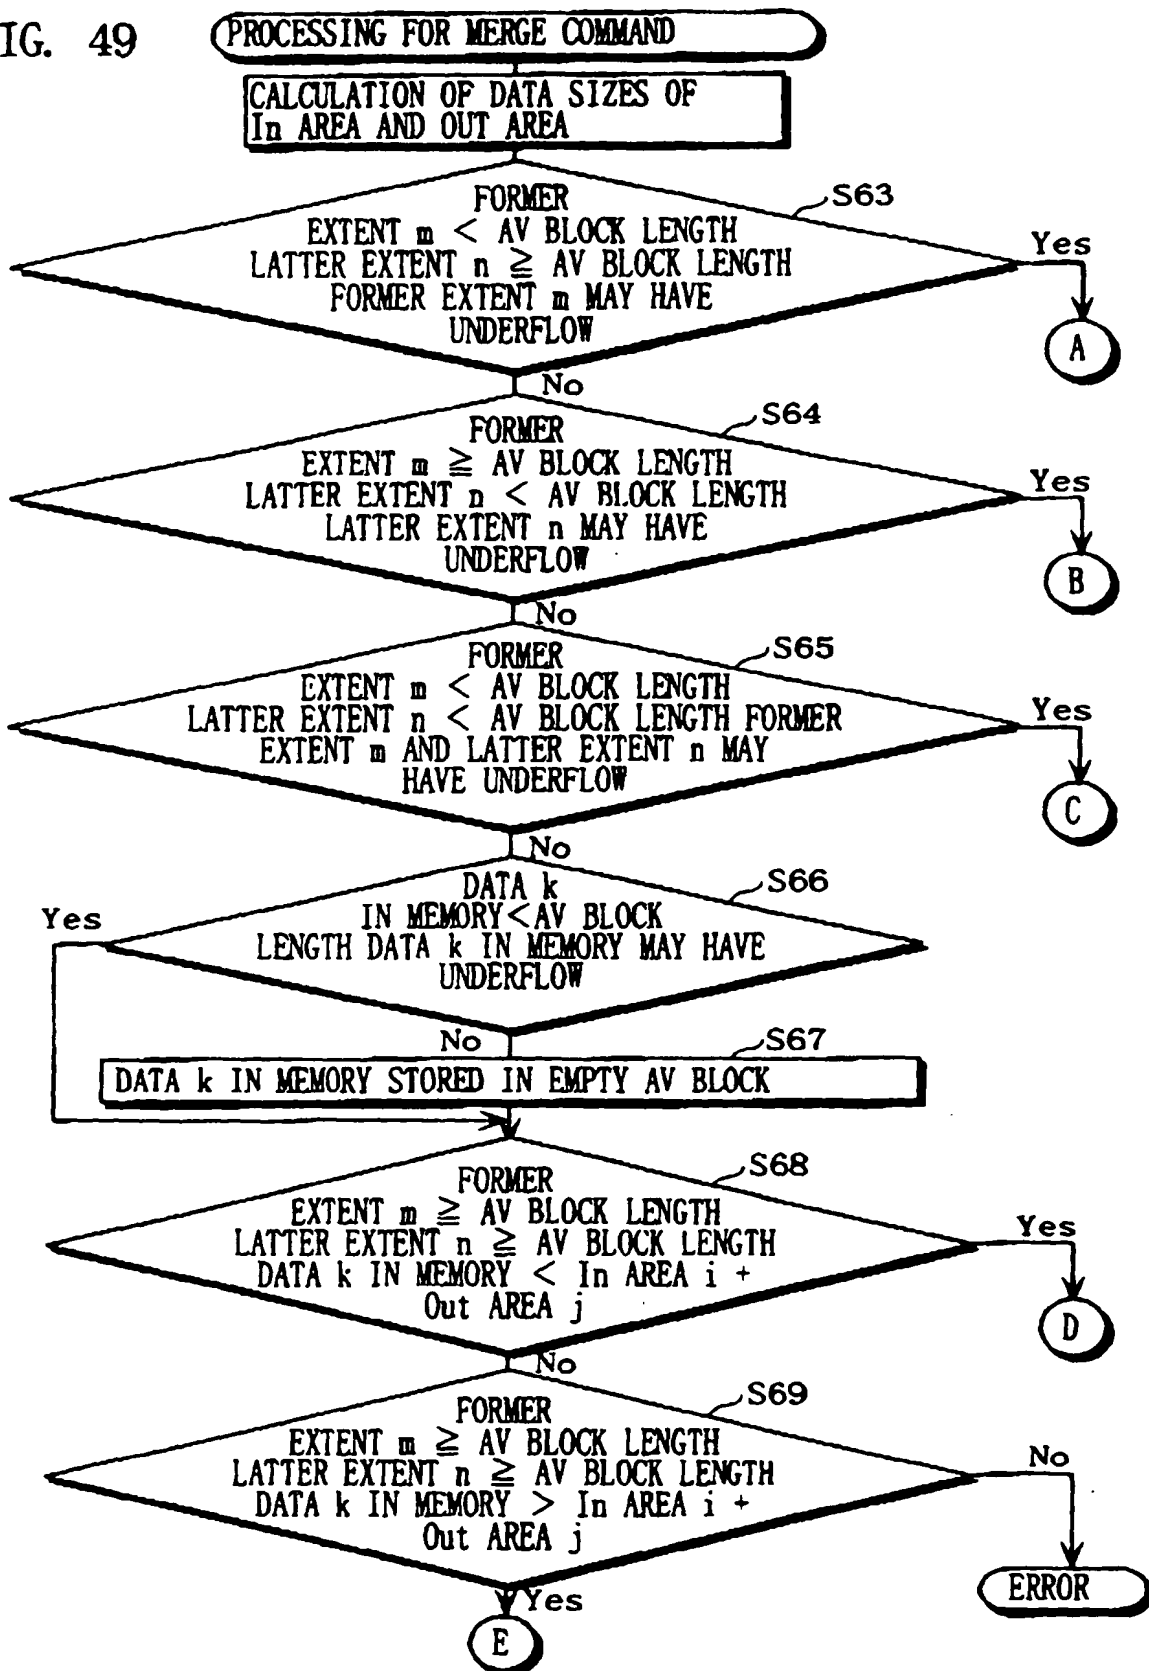 IG. 49
PROCESSING FOR MERGE COMMAND
CALCULATION OF DATA SIZES OF
In AREA AND OUT AREA
S63
FORMER
EXTENT m < AV BLOCK LENGTH
LATTER EXTENT n ≧ AV BLOCK LENGTH
FORMER EXTENT m MAY HAVE
UNDERFLOW
Yes
A
No
S64
FORMER
EXTENT m ≧ AV BLOCK LENGTH
LATTER EXTENT n < AV BLOCK LENGTH
LATTER EXTENT n MAY HAVE
UNDERFLOW
Yes
B
No
S65
FORMER
EXTENT m < AV BLOCK LENGTH
LATTER EXTENT n < AV BLOCK LENGTH FORMER
EXTENT m AND LATTER EXTENT n MAY
HAVE UNDERFLOW
Yes
C
No
S66
DATA k
IN MEMORY<AV BLOCK
LENGTH DATA k IN MEMORY MAY HAVE
UNDERFLOW
Yes
No
S67
DATA k IN MEMORY STORED IN EMPTY AV BLOCK
S68
FORMER
EXTENT m ≧ AV BLOCK LENGTH
LATTER EXTENT n ≧ AV BLOCK LENGTH
DATA k IN MEMORY < In AREA i +
Out AREA j
Yes
D
No
S69
FORMER
EXTENT m ≧ AV BLOCK LENGTH
LATTER EXTENT n ≧ AV BLOCK LENGTH
DATA k IN MEMORY > In AREA i +
Out AREA j
No
ERROR
Yes
E